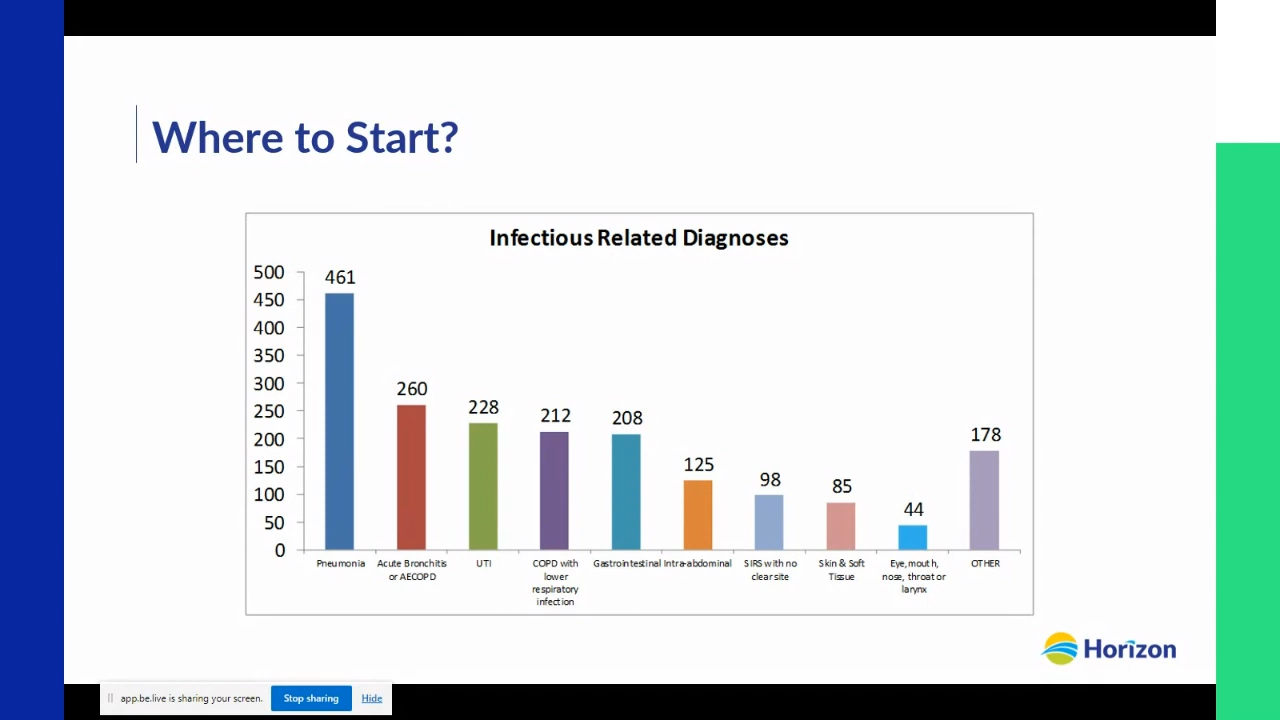 Where to Start?
Infectious Related Diagnoses
500
450
400
350
300
250
200
150
100
50
0
461
260
228
212
208
125
98
85
44
178
Pneumonia
Acute Bronchitis
or AECOPD
UTI
COPD with
lower
respiratory
infection
Gastrointestinal
Intra-abdominal
SIRS with no
clear site
Skin & Soft
Tissue
Eye, mouth,
nose, throat or
larynx
OTHER
Horizon
app.be.live is sharing your screen. Stop sharing Hide